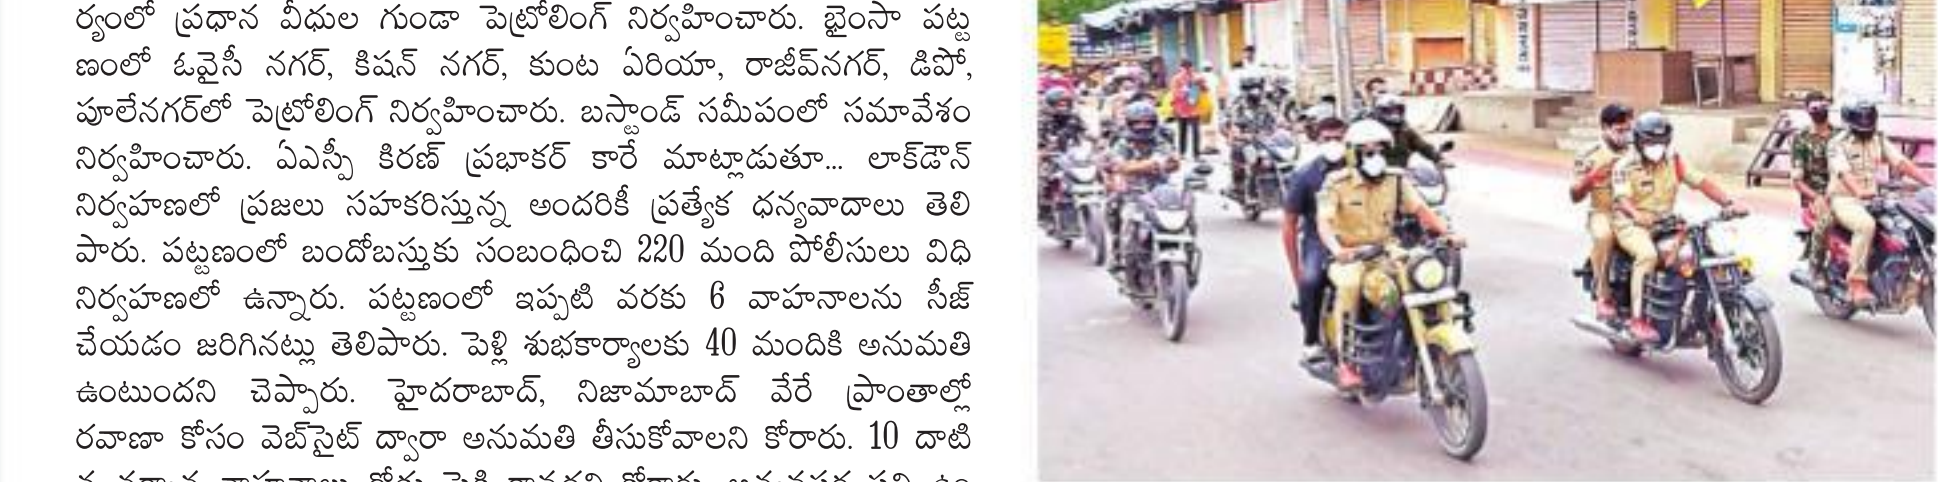 ర్యంలో ప్రధాన వీధుల గుండా పెట్రోలింగ్ నిర్వహించారు. భైంసా పట్ట
ణంలో ఓవైసీ నగర్, కిషన్ నగర్, కుంట ఏరియా, రాజీవ్‌నగర్, డిపో,
పూలేనగర్‌లో పెట్రోలింగ్ నిర్వహించారు. బస్టాండ్ సమీపంలో సమావేశం
నిర్వహించారు. ఏఎస్పీ కిరణ్ ప్రభాకర్ కారే మాట్లాడుతూ... లాక్‌డౌన్
నిర్వహణలో ప్రజలు సహకరిస్తున్న అందరికీ ప్రత్యేక ధన్యవాదాలు తెలి
పారు. పట్టణంలో బందోబస్తుకు సంబంధించి 220 మంది పోలీసులు విధి
నిర్వహణలో ఉన్నారు. పట్టణంలో ఇప్పటి వరకు 6 వాహనాలను సీజ్
చేయడం జరిగినట్లు తెలిపారు. పెళ్లి శుభకార్యాలకు 40 మందికి అనుమతి
ఉంటుందని చెప్పారు. హైదరాబాద్, నిజామాబాద్ వేరే ప్రాంతాల్లో
రవాణా కోసం వెబ్‌సైట్ ద్వారా అనుమతి తీసుకోవాలని కోరారు. 10 దాటి